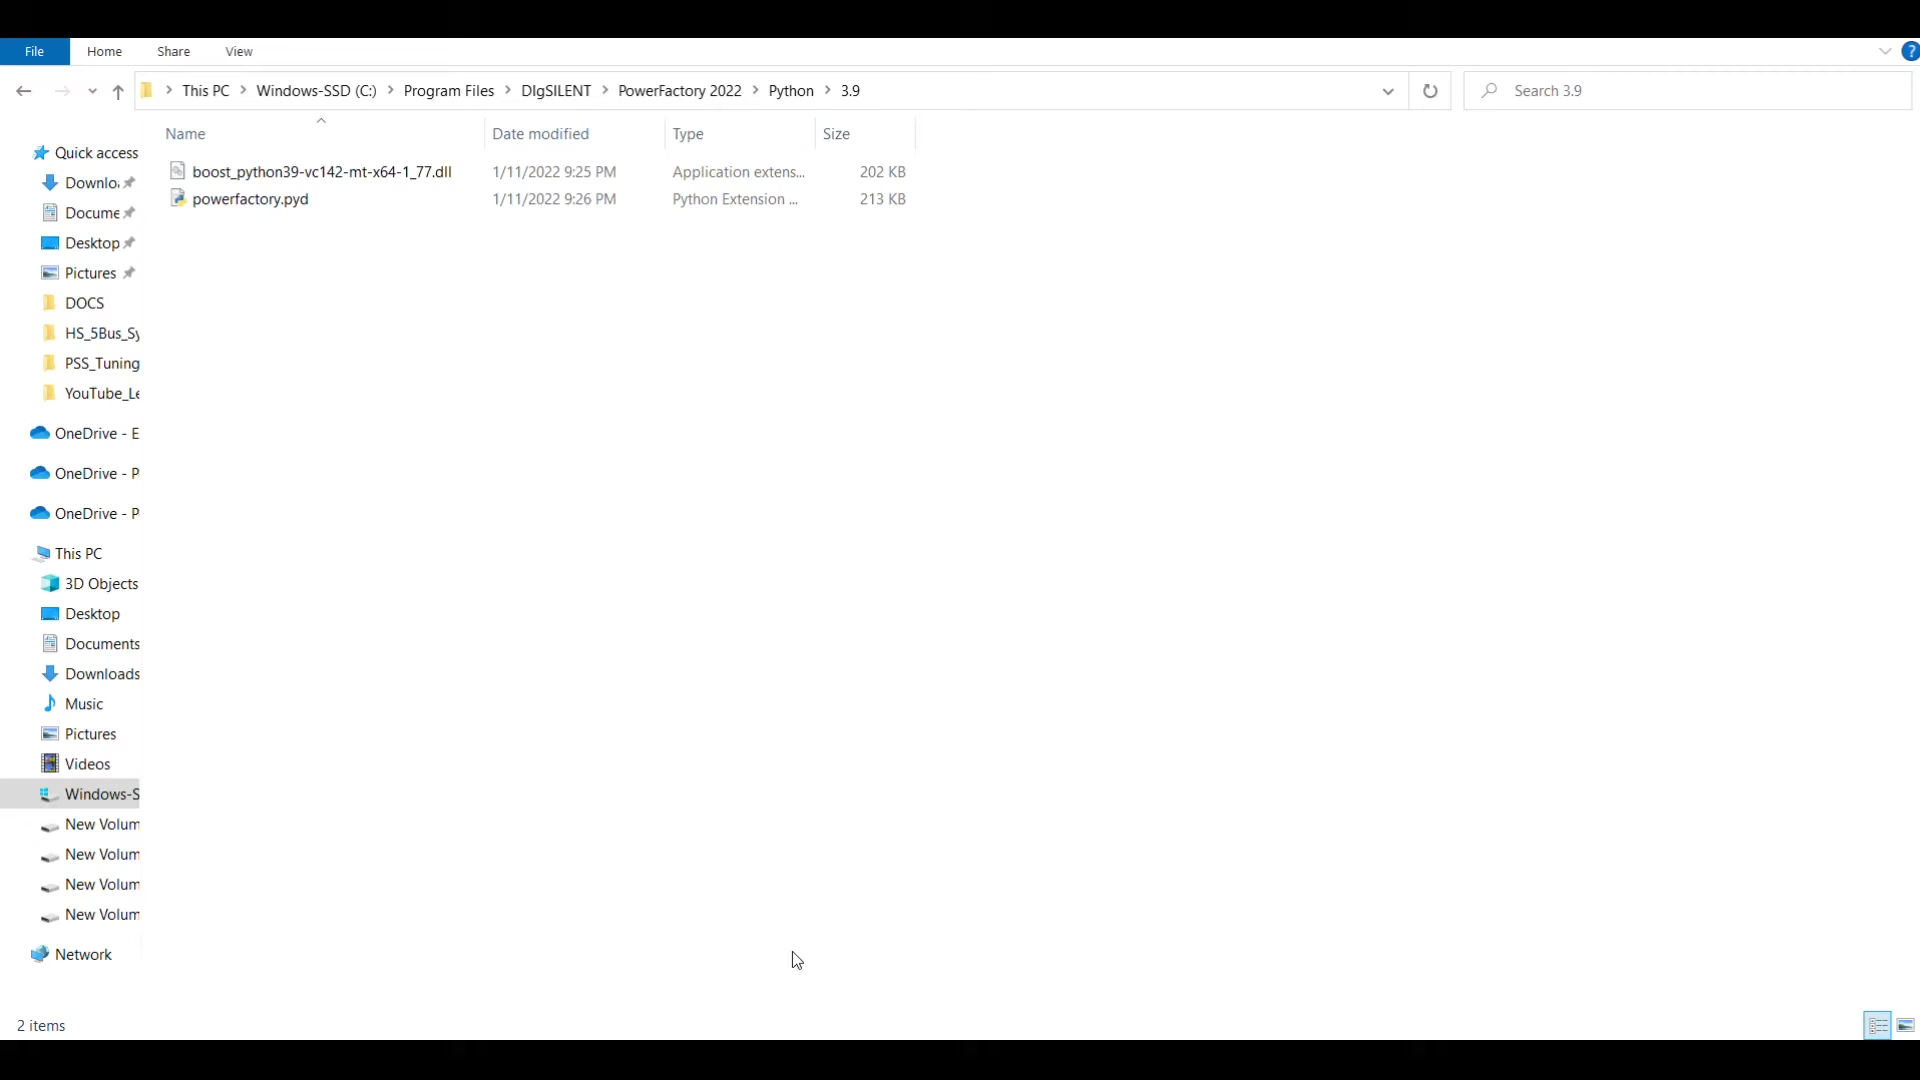 File Home Share View ?
This PC > Windows-SSD (C:) > Program Files > DIgSILENT > PowerFactory 2022 > Python > 3.9 Search 3.9
Name Date modified Type Size
boost_python39-vc142-mt-x64-1_77.dll 1/11/2022 9:25 PM Application extens... 202 KB
powerfactory.pyd 1/11/2022 9:26 PM Python Extension ... 213 KB
Quick access
Downlo
Docume
Desktop
Pictures
DOCS
HS_5Bus_Sy
PSS_Tuning
YouTube_Le
OneDrive - E
OneDrive - P
OneDrive - P
This PC
3D Objects
Desktop
Documents
Downloads
Music
Pictures
Videos
Windows-S
New Volum
New Volum
New Volum
New Volum
Network
2 items